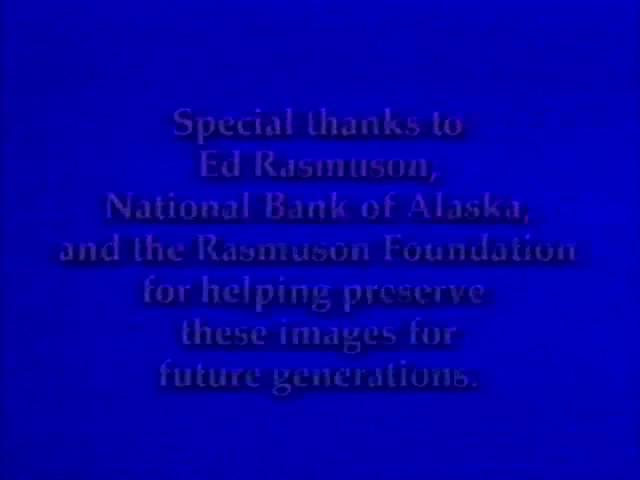 Special thanks to
Ed Rasmuson,
National Bank of Alaska,
and the Rasmuson Foundation
for helping preserve
these images for
future generations.